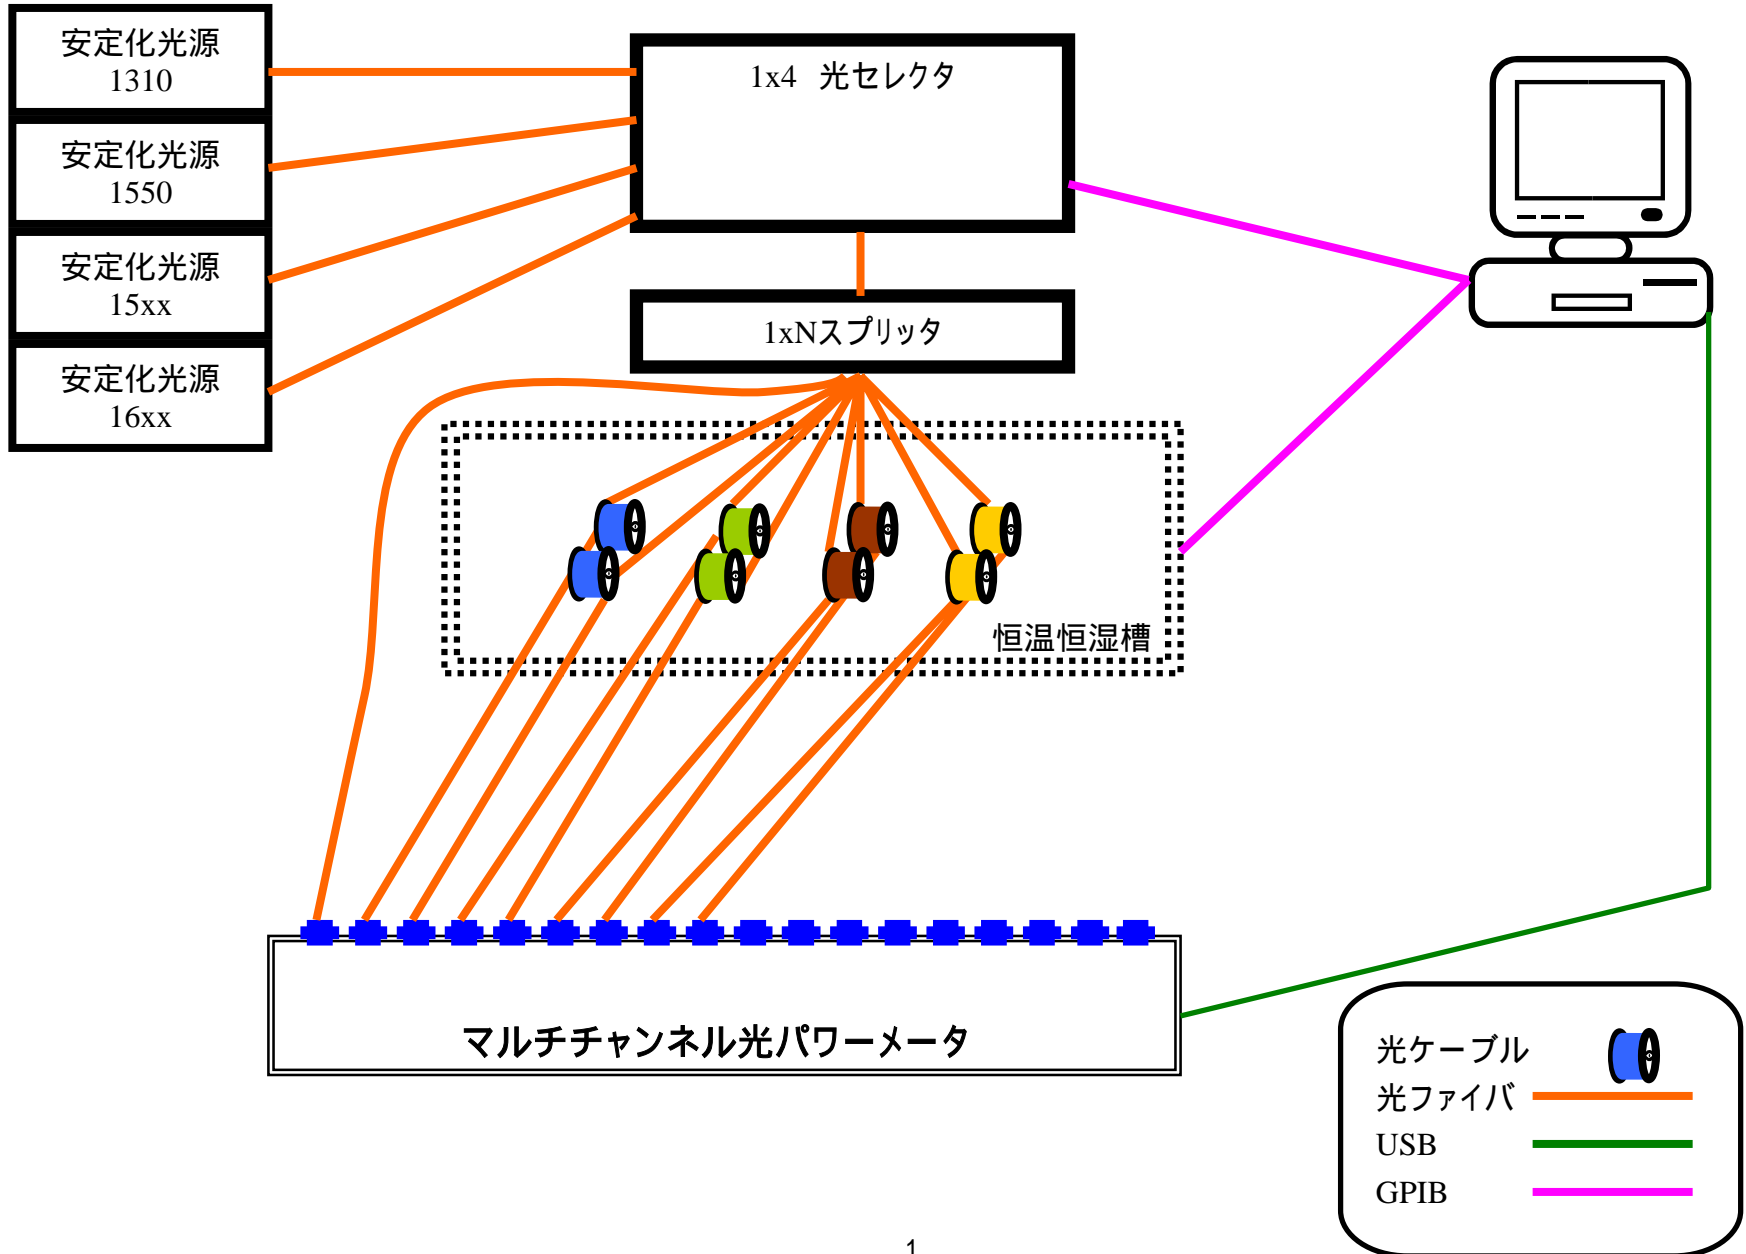 安定化光源
1310
安定化光源
1550
安定化光源
15xx
安定化光源
16xx
1x4 光セレクタ
1xNスプリッタ
恒温恒湿槽
マルチチャンネル光パワーメータ
光ケーブル
光ファイバ
USB
GPIB
1